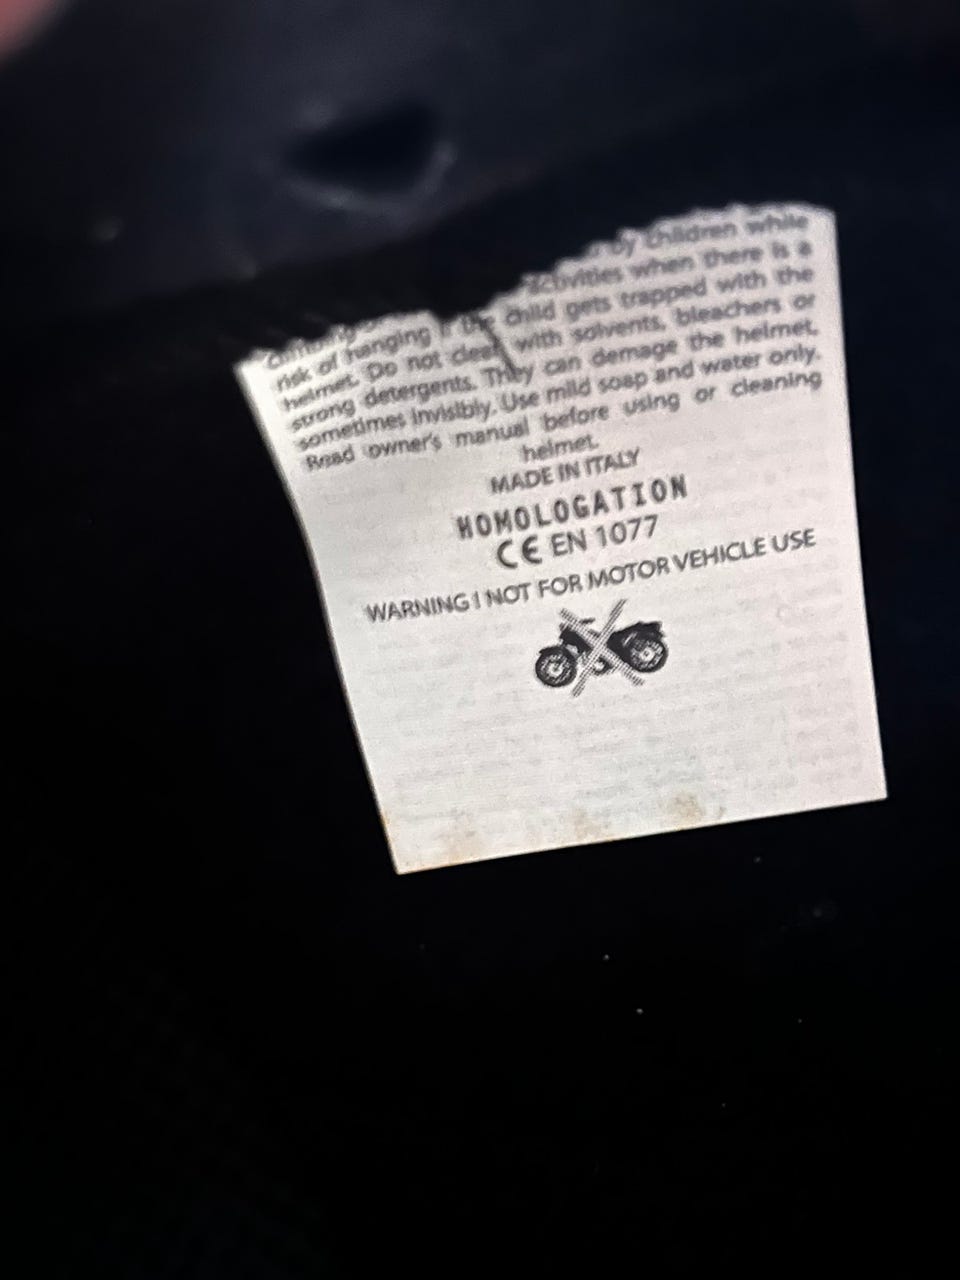 by children while
activities when there is a
risk of hanging if the child gets trapped with the
helmet. Do not clean with solvents, bleachers or
strong detergents. They can demage the helmet,
sometimes invisibly. Use mild soap and water only.
Read owner's manual before using or cleaning
helmet.
MADE IN ITALY
HOMOLOGATION
CE EN 1077
WARNING ! NOT FOR MOTOR VEHICLE USE